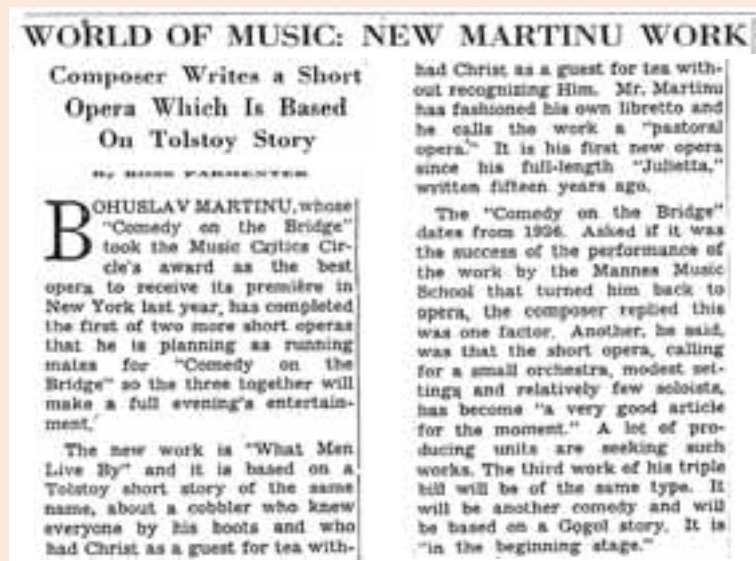 WORLD OF MUSIC: NEW MARTINU WORK
Composer Writes a Short
Opera Which Is Based
On Tolstoy Story
By ROSS PARMENTER
BOHUSLAV MARTINU, whose
"Comedy on the Bridge"
took the Music Critics Cir-
cle's award as the best
opera to receive its première in
New York last year, has completed
the first of two more short operas
that he is planning as running
mates for "Comedy on the
Bridge" so the three together will
make a full evening's entertain-
ment.
The new work is "What Men
Live By" and it is based on a
Tolstoy short story of the same
name, about a cobbler who knew
everyone by his boots and who
had Christ as a guest for tea with-
had Christ as a guest for tea with-
out recognizing Him. Mr. Martinu
has fashioned his own libretto and
he calls the work a "pastoral
opera." It is his first new opera
since his full-length "Julietta,"
written fifteen years ago.
The "Comedy on the Bridge"
dates from 1936. Asked if it was
the success of the performance of
the work by the Mannes Music
School that turned him back to
opera, the composer replied this
was one factor. Another, he said,
was that the short opera, calling
for a small orchestra, modest set-
tings and relatively few soloists,
has become "a very good article
for the moment." A lot of pro-
ducing units are seeking such
works. The third work of his triple
bill will be of the same type. It
will be another comedy and will
be based on a Gogol story. It is
"in the beginning stage."